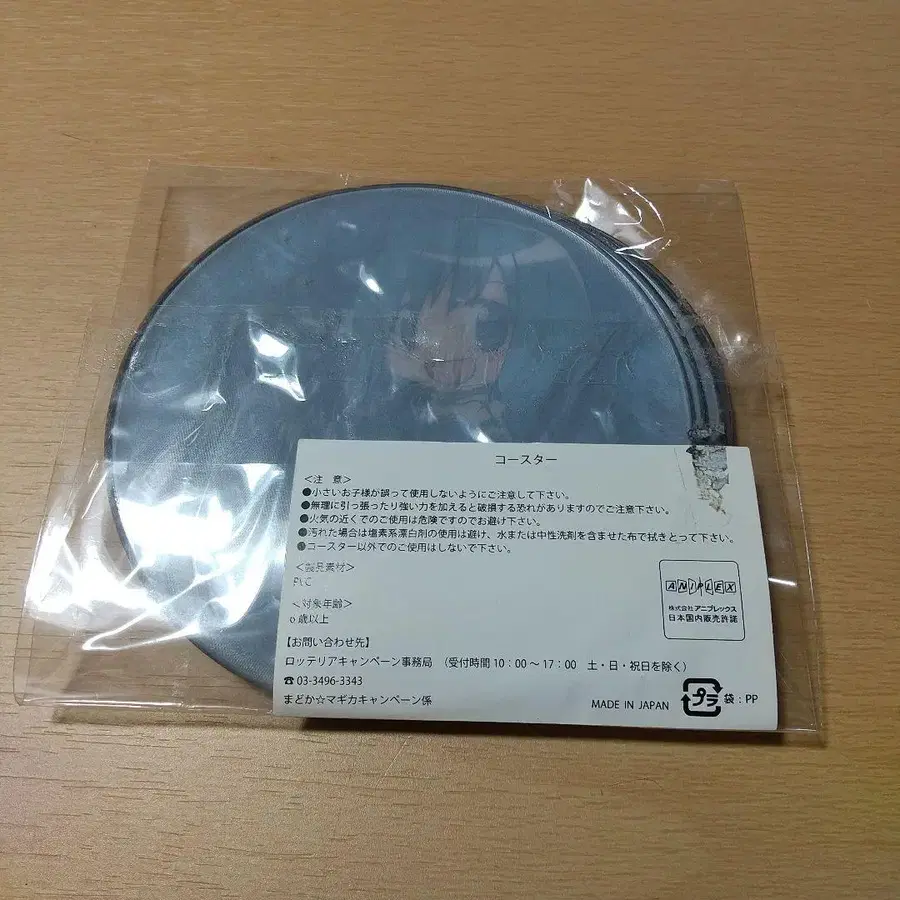 コースター
＜注　意＞
●小さいお子様が誤って使用しないようにご注意して下さい。
●無理に引っ張ったり強い力を加えると破損する恐れがありますのでご注意下さい。
●火気の近くでのご使用は危険ですのでお避け下さい。
●汚れた場合は塩素系漂白剤の使用は避け、水または中性洗剤を含ませた布で拭きとって下さい。
●コースター以外でのご使用はしないで下さい。
＜製品素材＞
PVC
＜対象年齢＞
6歳以上
【お問い合わせ先】
ロッテリアキャンペーン事務局　（受付時間 10：00～17：00　土・日・祝日を除く）
☎03-3496-3343
まどか☆マギカキャンペーン係
ANIPLEX
株式会社 アニプレックス
日本国内販売許諾
MADE IN JAPAN
プラ
袋：PP